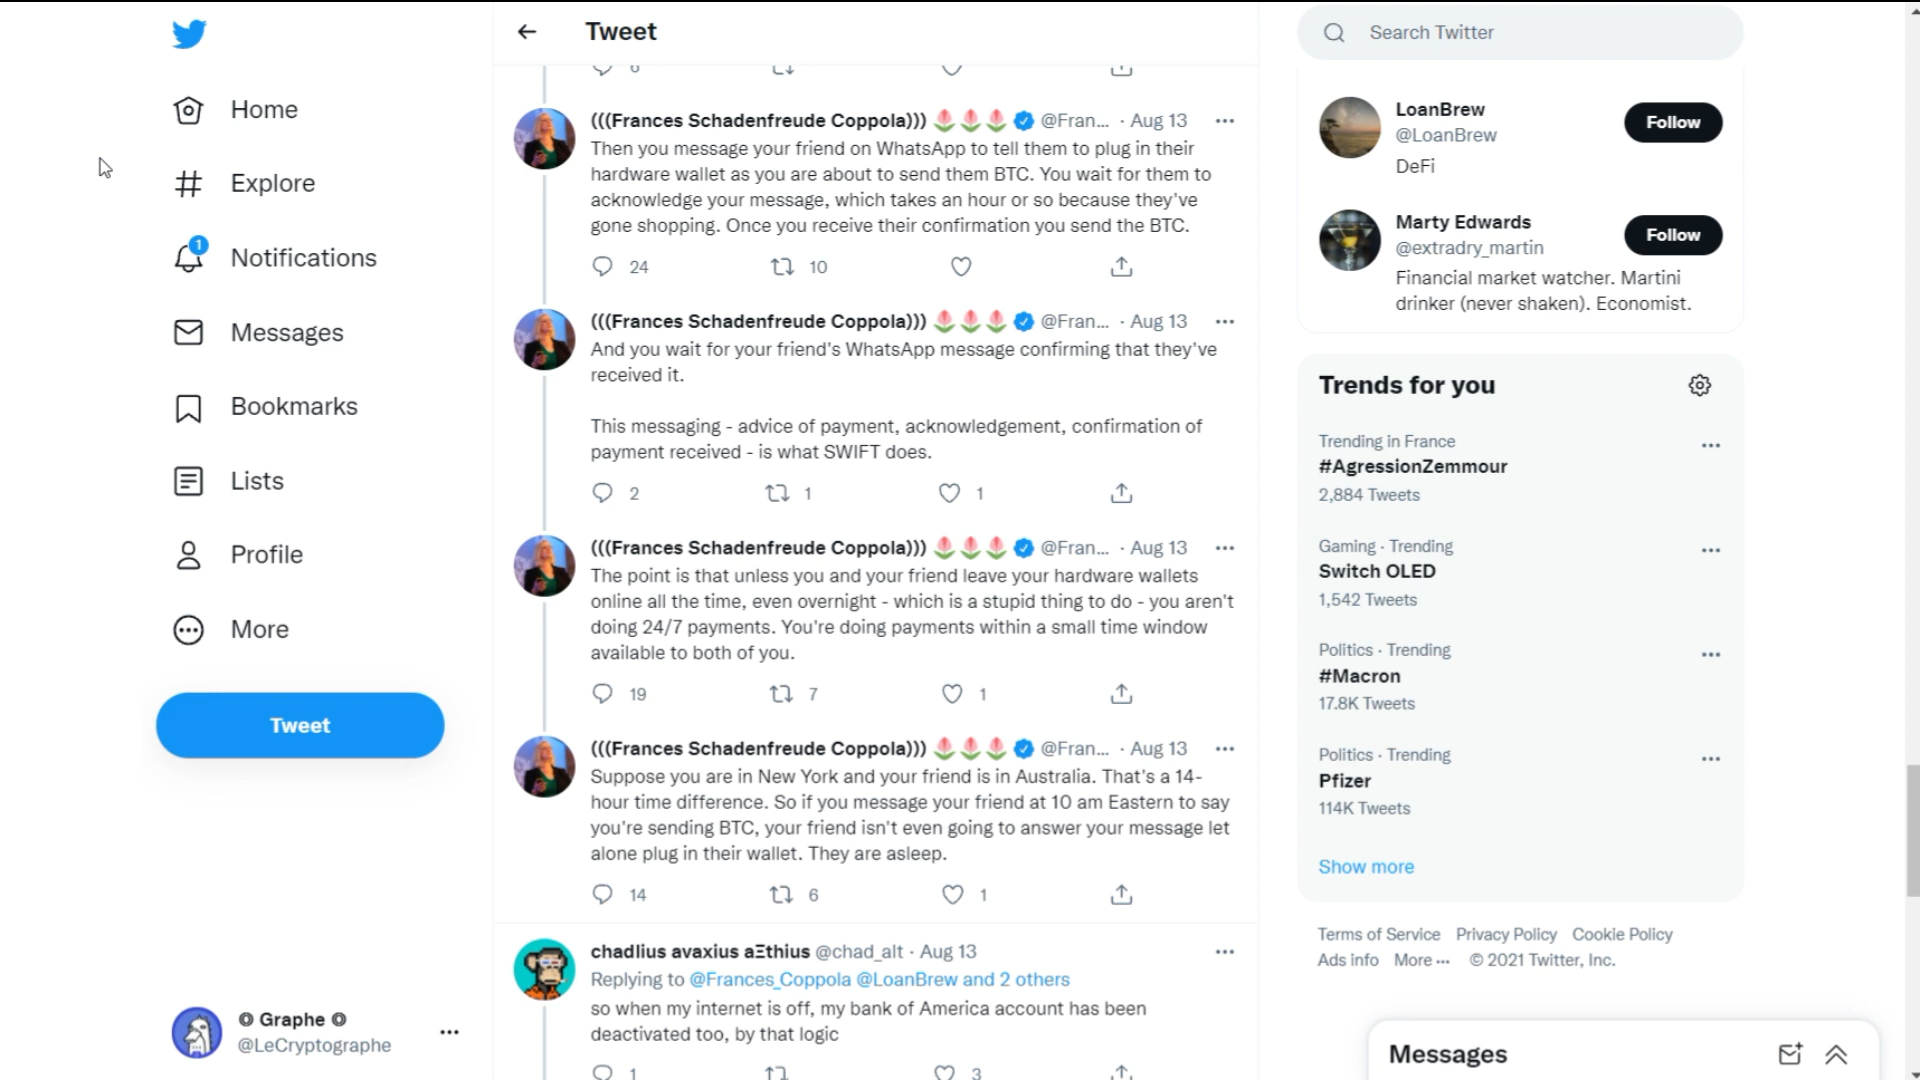 Home
Explore
1
Notifications
Messages
Bookmarks
Lists
Profile
More
Tweet
Graphe
@LeCryptographe
Tweet
6
(((Frances Schadenfreude Coppola))) 🌷🌷🌷 @Fran... · Aug 13
Then you message your friend on WhatsApp to tell them to plug in their
hardware wallet as you are about to send them BTC. You wait for them to
acknowledge your message, which takes an hour or so because they've
gone shopping. Once you receive their confirmation you send the BTC.
24 10
(((Frances Schadenfreude Coppola))) 🌷🌷🌷 @Fran... · Aug 13
And you wait for your friend's WhatsApp message confirming that they've
received it.
This messaging - advice of payment, acknowledgement, confirmation of
payment received - is what SWIFT does.
2 1 1
(((Frances Schadenfreude Coppola))) 🌷🌷🌷 @Fran... · Aug 13
The point is that unless you and your friend leave your hardware wallets
online all the time, even overnight - which is a stupid thing to do - you aren't
doing 24/7 payments. You're doing payments within a small time window
available to both of you.
19 7 1
(((Frances Schadenfreude Coppola))) 🌷🌷🌷 @Fran... · Aug 13
Suppose you are in New York and your friend is in Australia. That's a 14-
hour time difference. So if you message your friend at 10 am Eastern to say
you're sending BTC, your friend isn't even going to answer your message let
alone plug in their wallet. They are asleep.
14 6 1
chadlius avaxius aΞthius @chad_alt · Aug 13
Replying to @Frances_Coppola @LoanBrew and 2 others
so when my internet is off, my bank of America account has been
deactivated too, by that logic
1 3
Search Twitter
LoanBrew
@LoanBrew
Follow
DeFi
Marty Edwards
@extradry_martin
Follow
Financial market watcher. Martini
drinker (never shaken). Economist.
Trends for you
Trending in France
#AgressionZemmour
2,884 Tweets
Gaming · Trending
Switch OLED
1,542 Tweets
Politics · Trending
#Macron
17.8K Tweets
Politics · Trending
Pfizer
114K Tweets
Show more
Terms of Service Privacy Policy Cookie Policy
Ads info More ··· © 2021 Twitter, Inc.
Messages